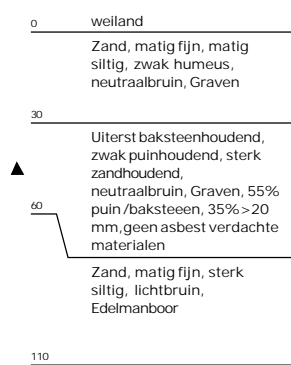 0 weiland
Zand, matig fijn, matig
siltig, zwak humeus,
neutraalbruin, Graven
30
Uiterst baksteenhoudend,
zwak puinhoudend, sterk
zandhoudend,
neutraalbruin, Graven, 55%
60
puin/baksteeen, 35%>20
mm,geen asbest verdachte
materialen
Zand, matig fijn, sterk
siltig, lichtbruin,
Edelmanboor
110